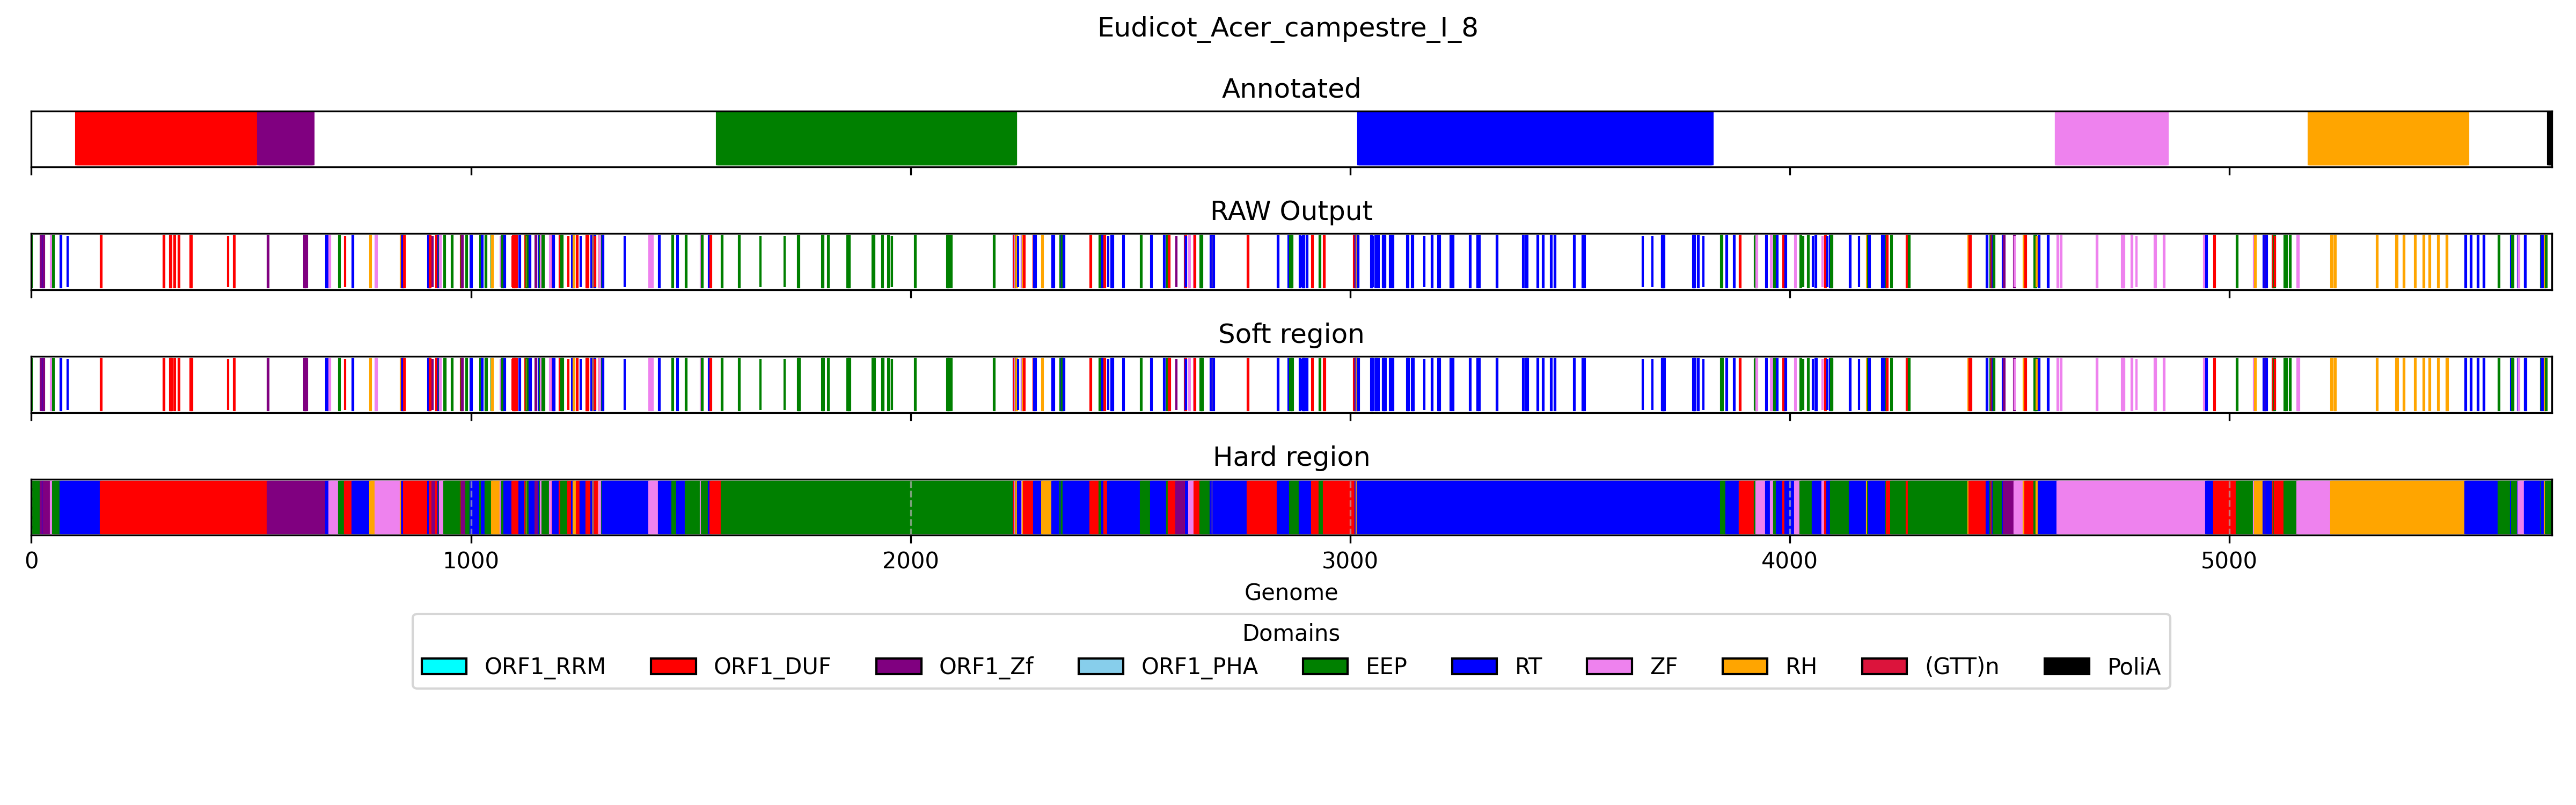 Eudicot_Acer_campestre_I_8
Annotated
RAW Output
Soft region
Hard region
0 1000 2000 3000 4000 5000
Genome
Domains
ORF1_RRM ORF1_DUF ORF1_Zf ORF1_PHA EEP RT ZF RH (GTT)n PoliA